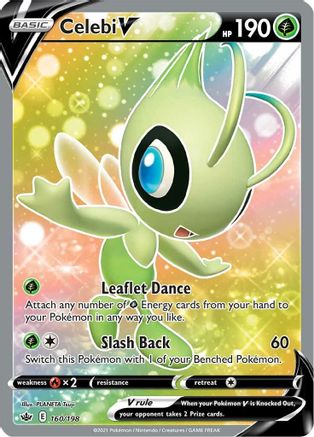 BASIC
Celebi V HP 190
Leaflet Dance
Attach any number of Energy cards from your hand to
your Pokémon in any way you like.
Slash Back 60
Switch this Pokémon with 1 of your Benched Pokémon.
weakness ×2 resistance retreat
V rule When your Pokémon V is Knocked Out,
your opponent takes 2 Prize cards.
Illus. PLANETA Tsuji
E 160/198
©2021 Pokémon / Nintendo / Creatures / GAME FREAK